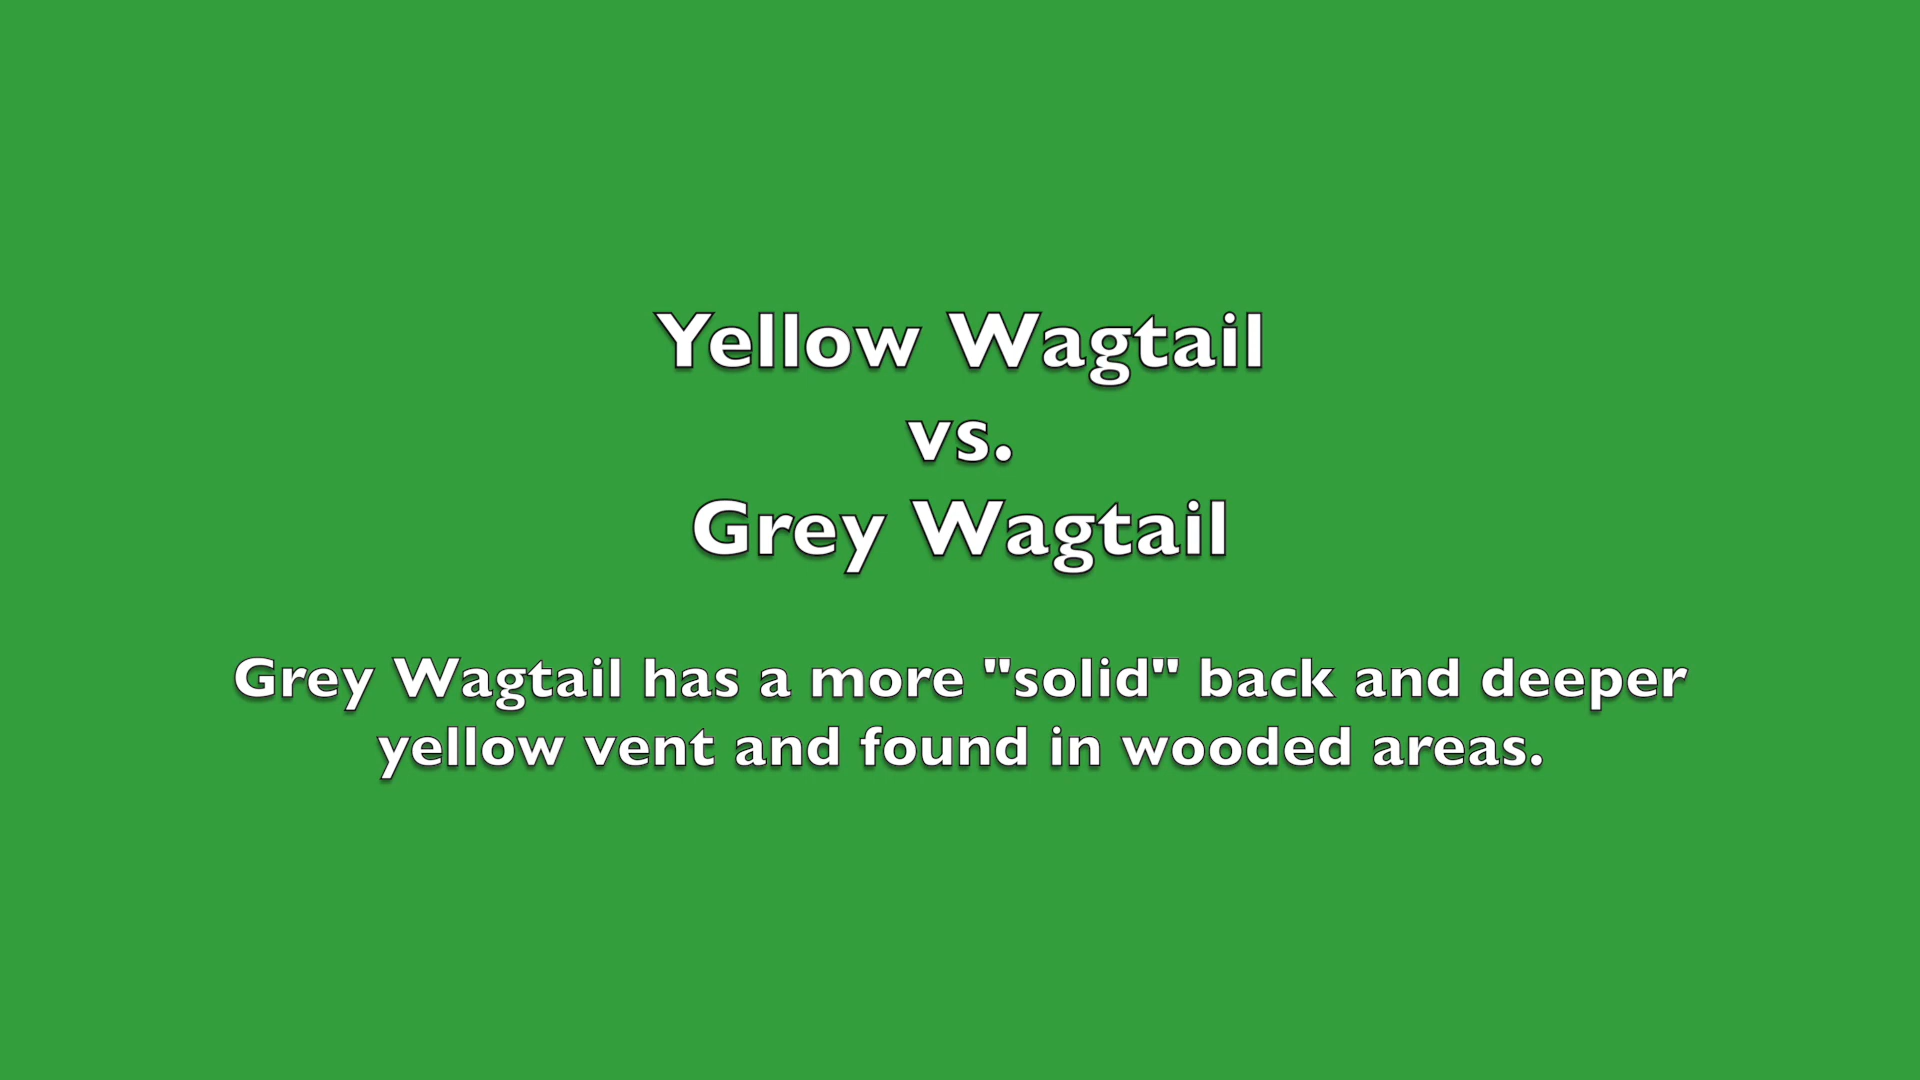 Yellow Wagtail
vs.
Grey Wagtail
Grey Wagtail has a more "solid" back and deeper
yellow vent and found in wooded areas.